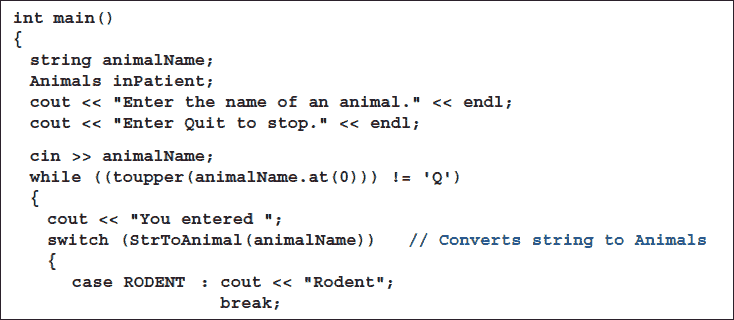 int main()
{
  string animalName;
  Animals inPatient;
  cout << "Enter the name of an animal." << endl;
  cout << "Enter Quit to stop." << endl;
  cin >> animalName;
  while ((toupper(animalName.at(0))) != 'Q')
  {
    cout << "You entered ";
    switch (StrToAnimal(animalName))   // Converts string to Animals
    {
      case RODENT : cout << "Rodent";
                    break;